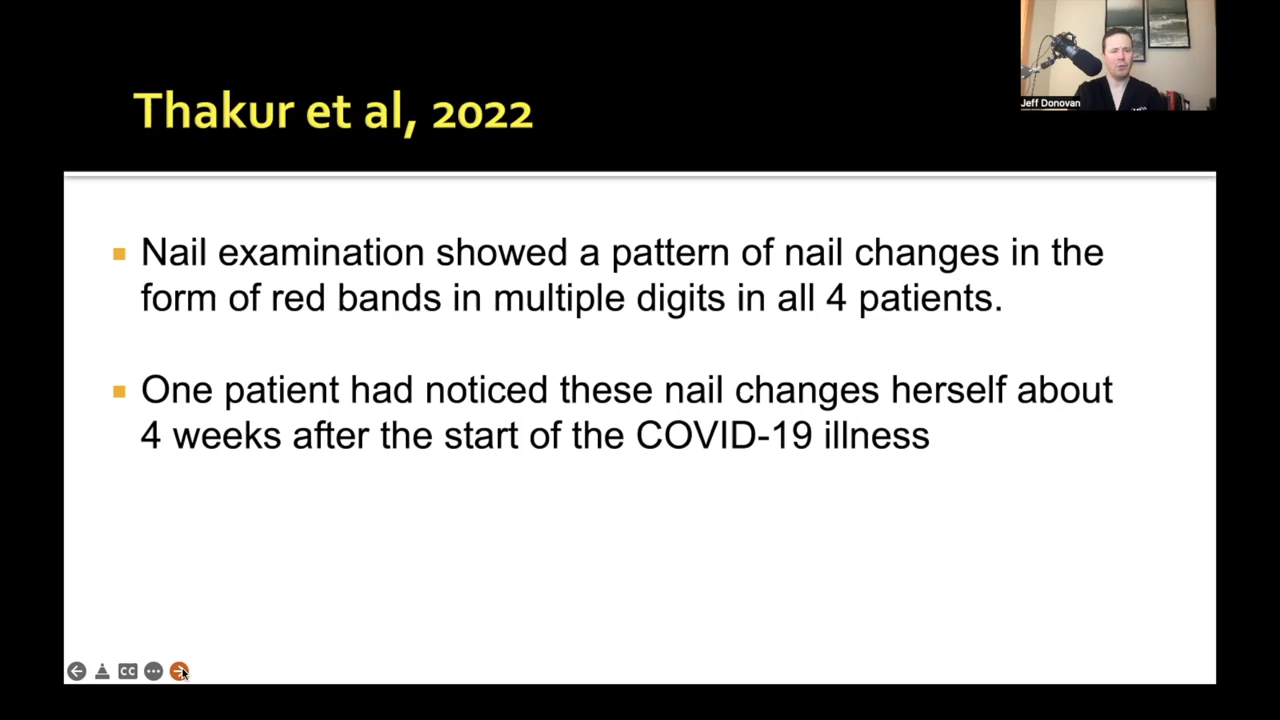 Jeff Donovan
Thakur et al, 2022
Nail examination showed a pattern of nail changes in the
form of red bands in multiple digits in all 4 patients.
One patient had noticed these nail changes herself about
4 weeks after the start of the COVID-19 illness
CC